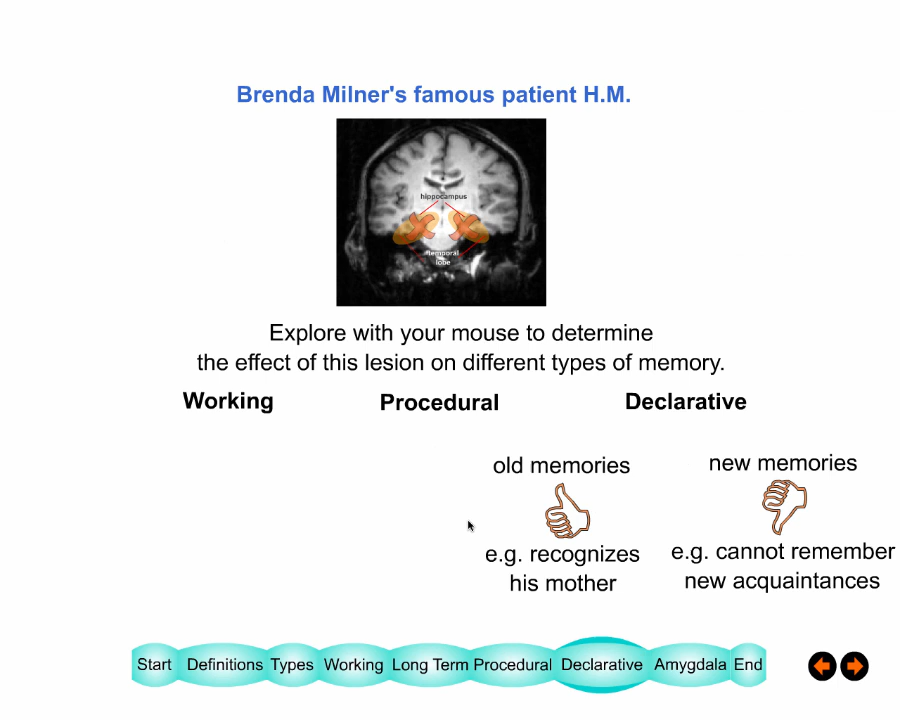 Brenda Milner's famous patient H.M.
hippocampus
temporal
lobe
Explore with your mouse to determine
the effect of this lesion on different types of memory.
Working Procedural Declarative
old memories new memories
e.g. recognizes e.g. cannot remember
his mother new acquaintances
Start Definitions Types Working Long Term Procedural Declarative Amygdala End